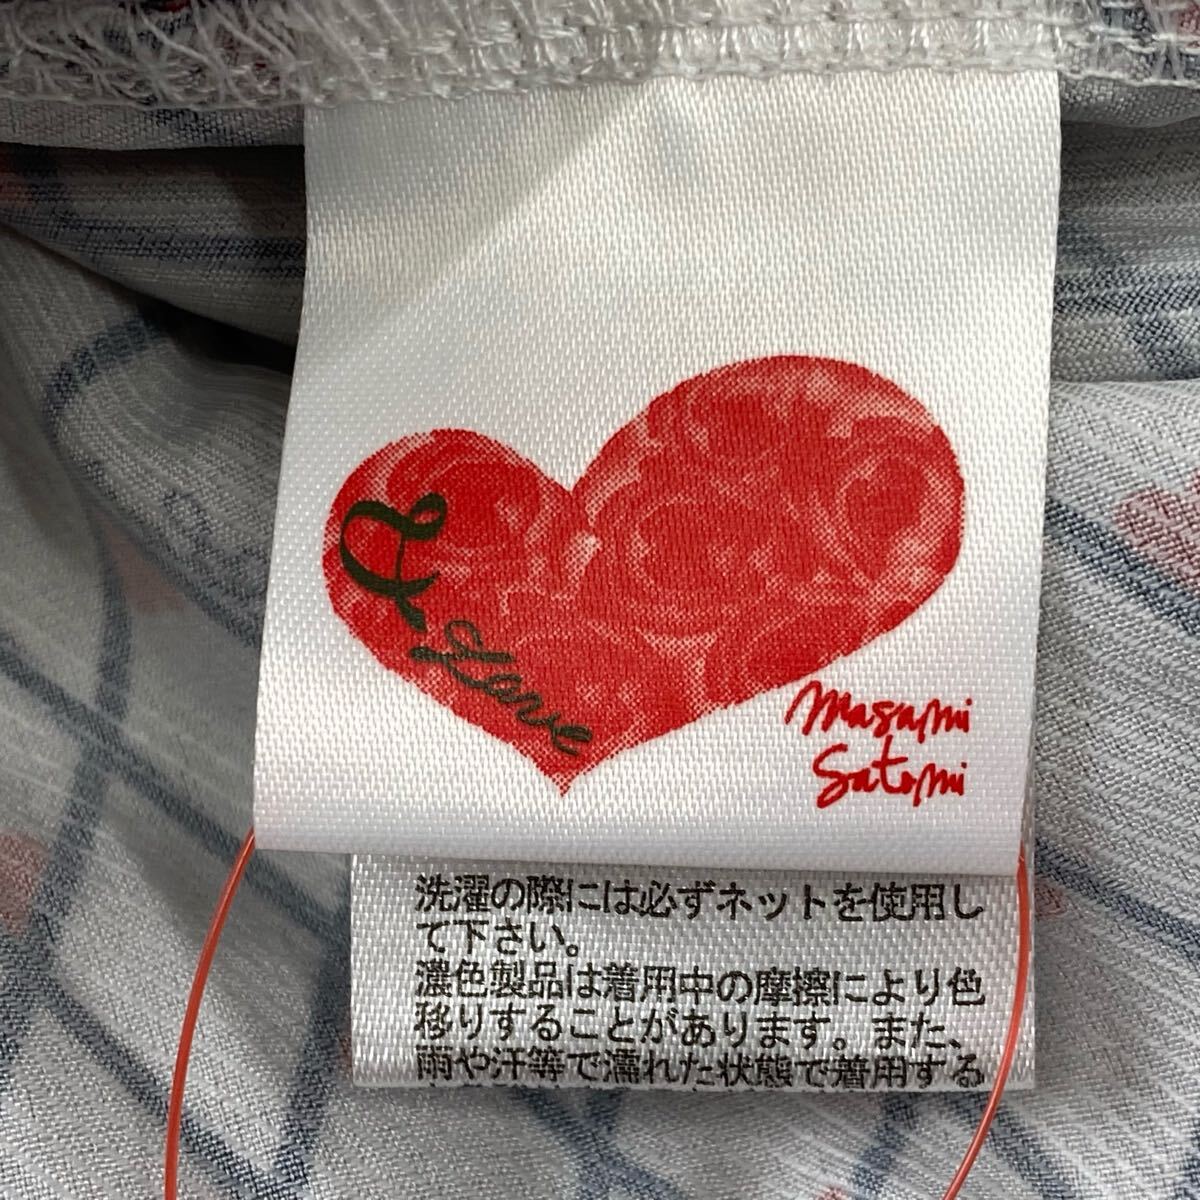 I Love
masami
Satomi
洗濯の際には必ずネットを使用し
て下さい。
濃色製品は着用中の摩擦により色
移りすることがあります。また、
雨や汗等で濡れた状態で着用する